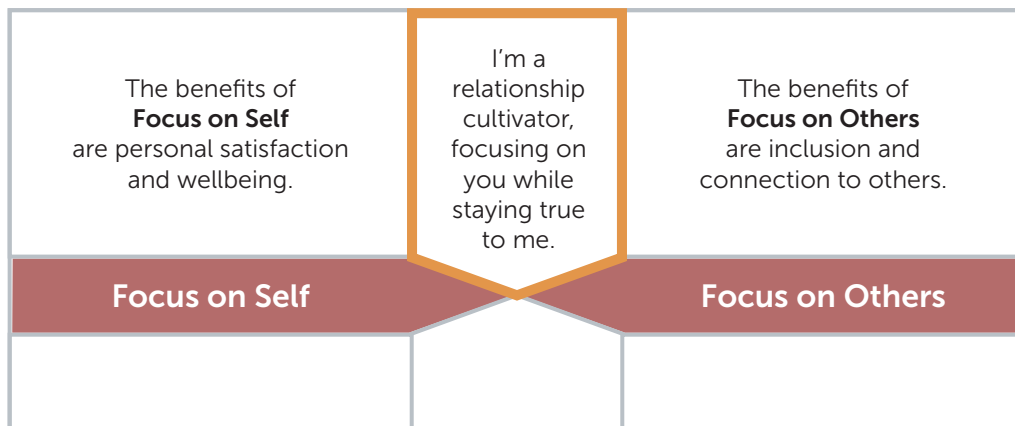 The benefits of
Focus on Self
are personal satisfaction
and wellbeing.
I'm a
relationship
cultivator,
focusing on
you while
staying true
to me.
The benefits of
Focus on Others
are inclusion and
connection to others.
Focus on Self
Focus on Others